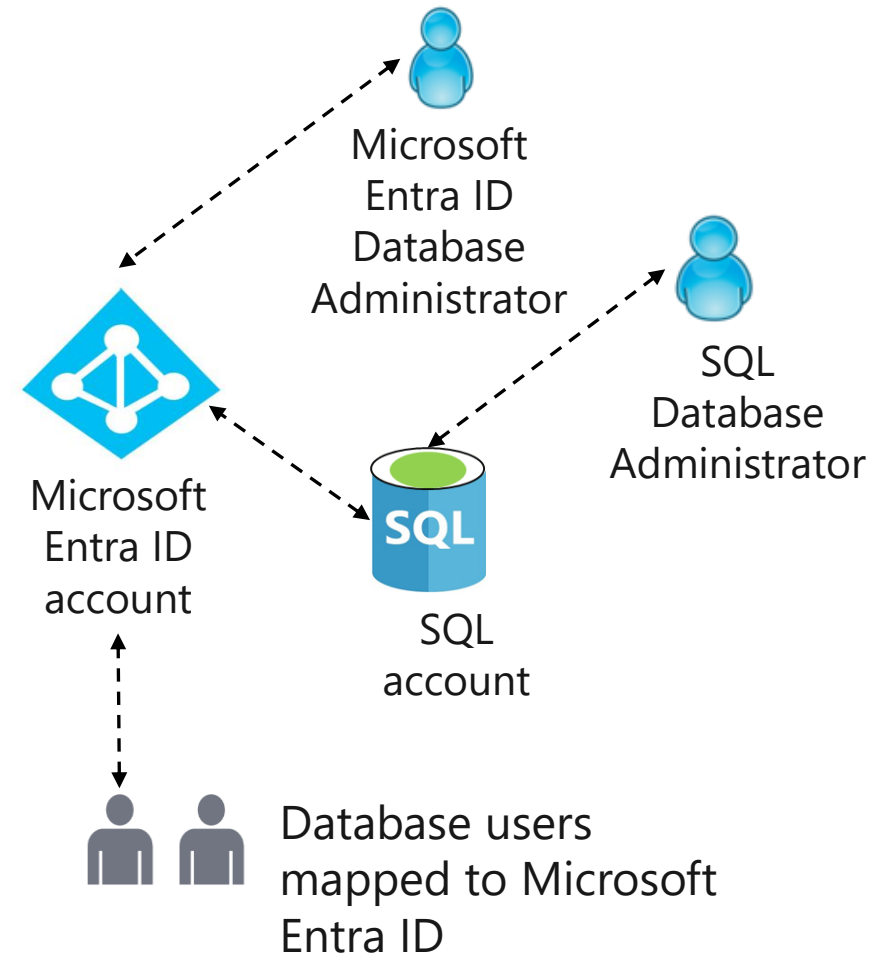 Microsoft
Entra ID
Database
Administrator
SQL
Database
Administrator
Microsoft
Entra ID
account
SQL
SQL
account
Database users
mapped to Microsoft
Entra ID